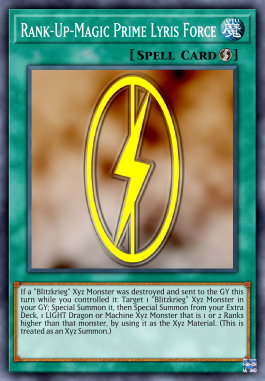 Rank-Up-Magic Prime Lyris Force
[Spell Card]
If a "Blitzkrieg" Xyz Monster was destroyed and sent to the GY this
turn while you controlled it: Target 1 "Blitzkrieg" Xyz Monster in
your GY; Special Summon it, then Special Summon from your Extra
Deck, 1 LIGHT Dragon or Machine Xyz Monster that is 1 or 2 Ranks
higher than that monster, by using it as the Xyz Material. (This is
treated as an Xyz Summon.)